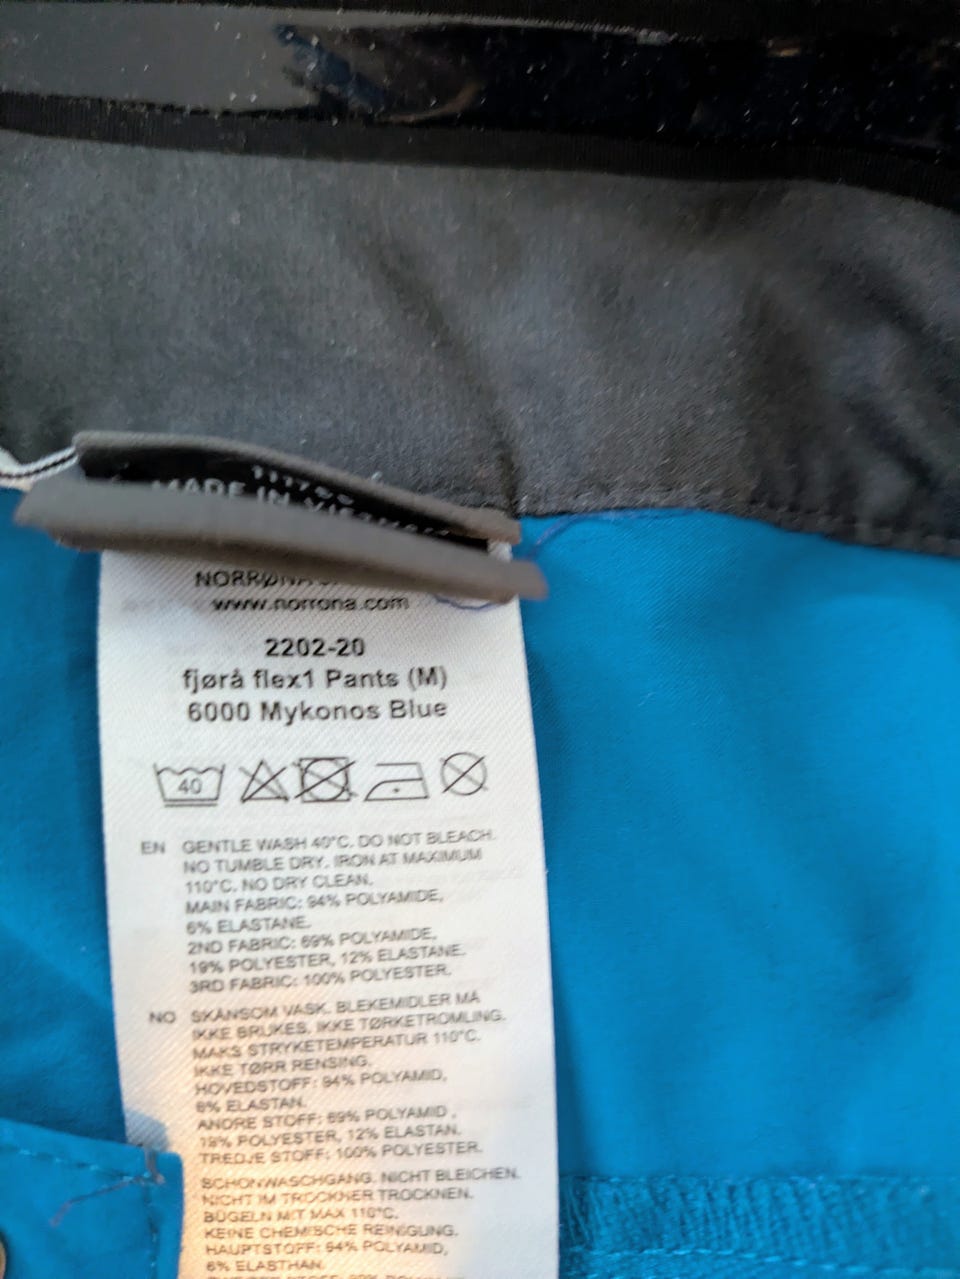 MADE IN
NORRØNA
www.norrona.com
2202-20
fjørå flex1 Pants (M)
6000 Mykonos Blue
40
EN GENTLE WASH 40°C. DO NOT BLEACH.
NO TUMBLE DRY. IRON AT MAXIMUM
110°C. NO DRY CLEAN.
MAIN FABRIC: 94% POLYAMIDE,
6% ELASTANE.
2ND FABRIC: 69% POLYAMIDE,
19% POLYESTER, 12% ELASTANE.
3RD FABRIC: 100% POLYESTER.
NO SKÅNSOM VASK. BLEKEMIDLER MÅ
IKKE BRUKES. IKKE TØRKETROMLING.
MAKS STRYKETEMPERATUR 110°C.
IKKE TØRR RENSING.
HOVEDSTOFF: 94% POLYAMID,
6% ELASTAN.
ANDRE STOFF: 69% POLYAMID,
19% POLYESTER, 12% ELASTAN.
TREDJE STOFF: 100% POLYESTER.
SCHONWASCHGANG. NICHT BLEICHEN.
NICHT IM TROCKNER TROCKNEN.
BÜGELN MIT MAX 110°C.
KEINE CHEMISCHE REINIGUNG.
HAUPTSTOFF: 94% POLYAMID,
6% ELASTHAN.